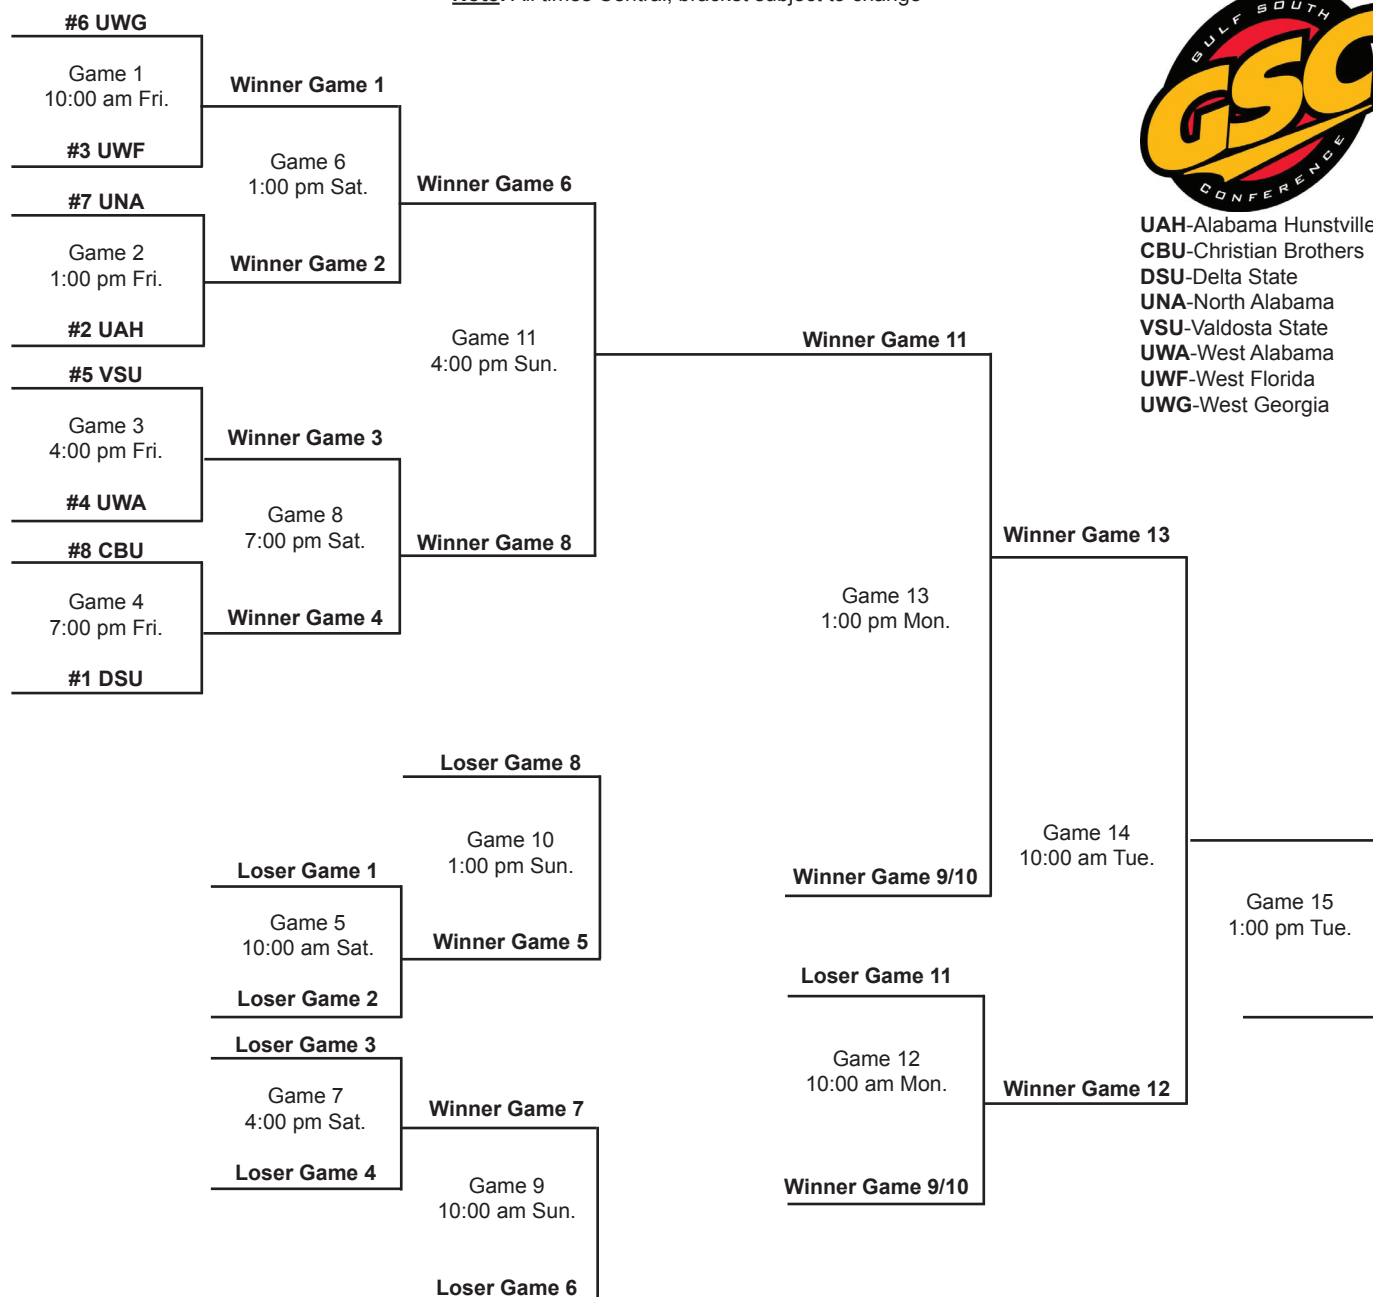 Note: All times Central, bracket subject to change
#6 UWG
Game 1
10:00 am Fri.
#3 UWF
#7 UNA
Game 2
1:00 pm Fri.
#2 UAH
#5 VSU
Game 3
4:00 pm Fri.
#4 UWA
#8 CBU
Game 4
7:00 pm Fri.
#1 DSU
Winner Game 1
Game 6
1:00 pm Sat.
Winner Game 2
Winner Game 3
Game 8
7:00 pm Sat.
Winner Game 4
Winner Game 6
Game 11
4:00 pm Sun.
Winner Game 8
Winner Game 11
Game 13
1:00 pm Mon.
Winner Game 9/10
Winner Game 13
Game 14
10:00 am Tue.
Winner Game 12
Game 15
1:00 pm Tue.
GULF SOUTH
GSC
CONFERENCE
UAH-Alabama Hunstville
CBU-Christian Brothers
DSU-Delta State
UNA-North Alabama
VSU-Valdosta State
UWA-West Alabama
UWF-West Florida
UWG-West Georgia
Loser Game 8
Game 10
1:00 pm Sun.
Winner Game 5
Loser Game 1
Game 5
10:00 am Sat.
Loser Game 2
Loser Game 3
Game 7
4:00 pm Sat.
Loser Game 4
Winner Game 7
Game 9
10:00 am Sun.
Loser Game 6
Loser Game 11
Game 12
10:00 am Mon.
Winner Game 9/10